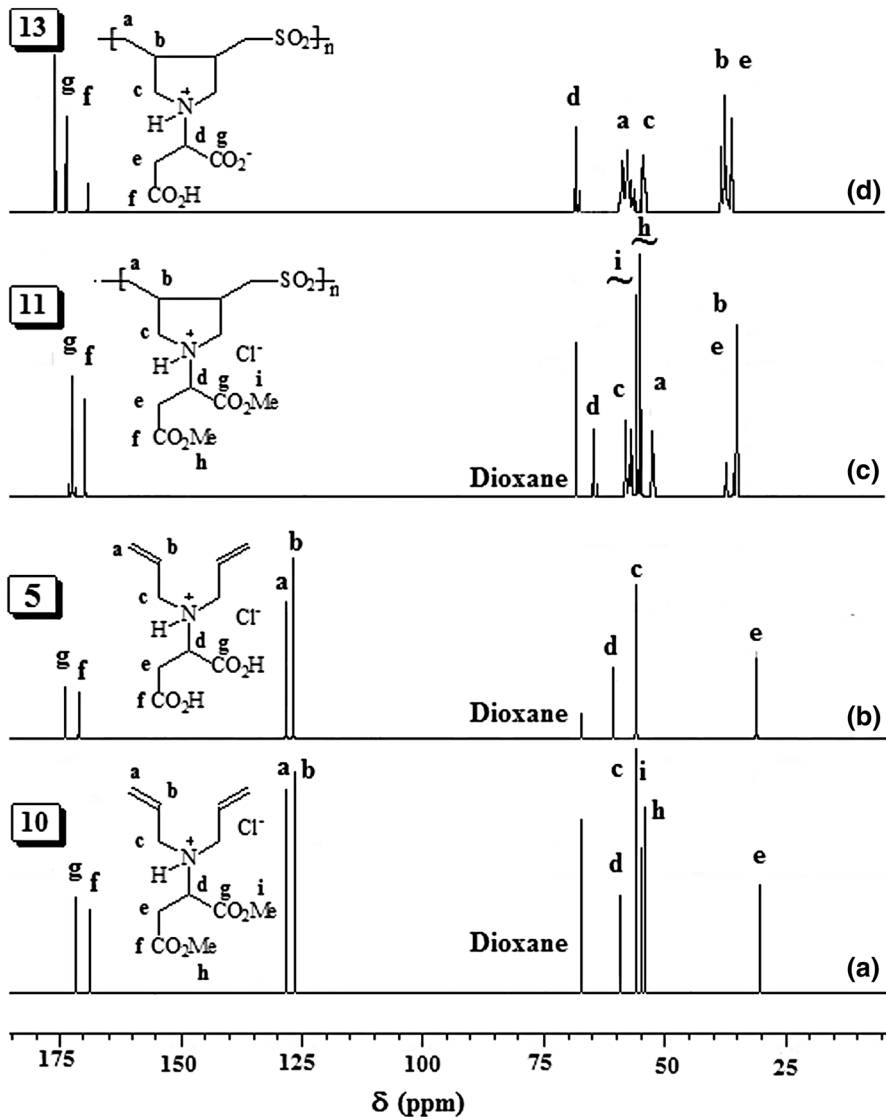 13
a
b
SO2
n
c
+
H
N
d
g
CO2-
e
f CO2H
g
f
d
a
c
b
e
(d)
11
a
b
SO2
n
c
+
H
N
Cl-
d
g
i
CO2Me
e
f CO2Me
h
g
f
Dioxane
d
c
i
~
h
~
a
b
e
(c)
5
a
b
c
+
H
N
Cl-
d
g
CO2H
e
f CO2H
g
f
a
b
Dioxane
d
c
e
(b)
10
a
b
c
+
H
N
Cl-
d
g
i
CO2Me
e
f CO2Me
h
g
f
a
b
Dioxane
d
c
i
h
e
(a)
175 150 125 100 75 50 25
δ (ppm)